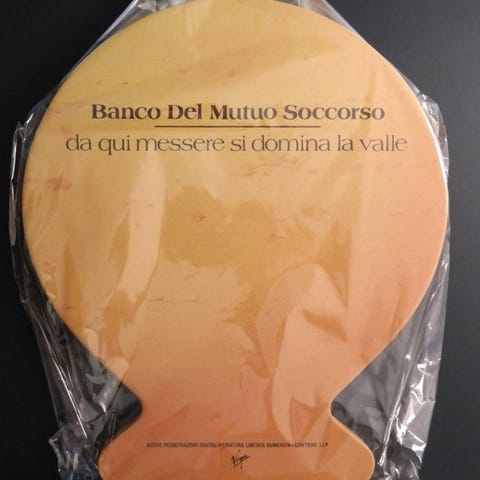 Banco Del Mutuo Soccorso
da qui messere si domina la valle
NUOVE REGISTRAZIONI DIGITALI • TIRATURA LIMITATA NUMERATA • CONTIENE 2 LP
Virgin